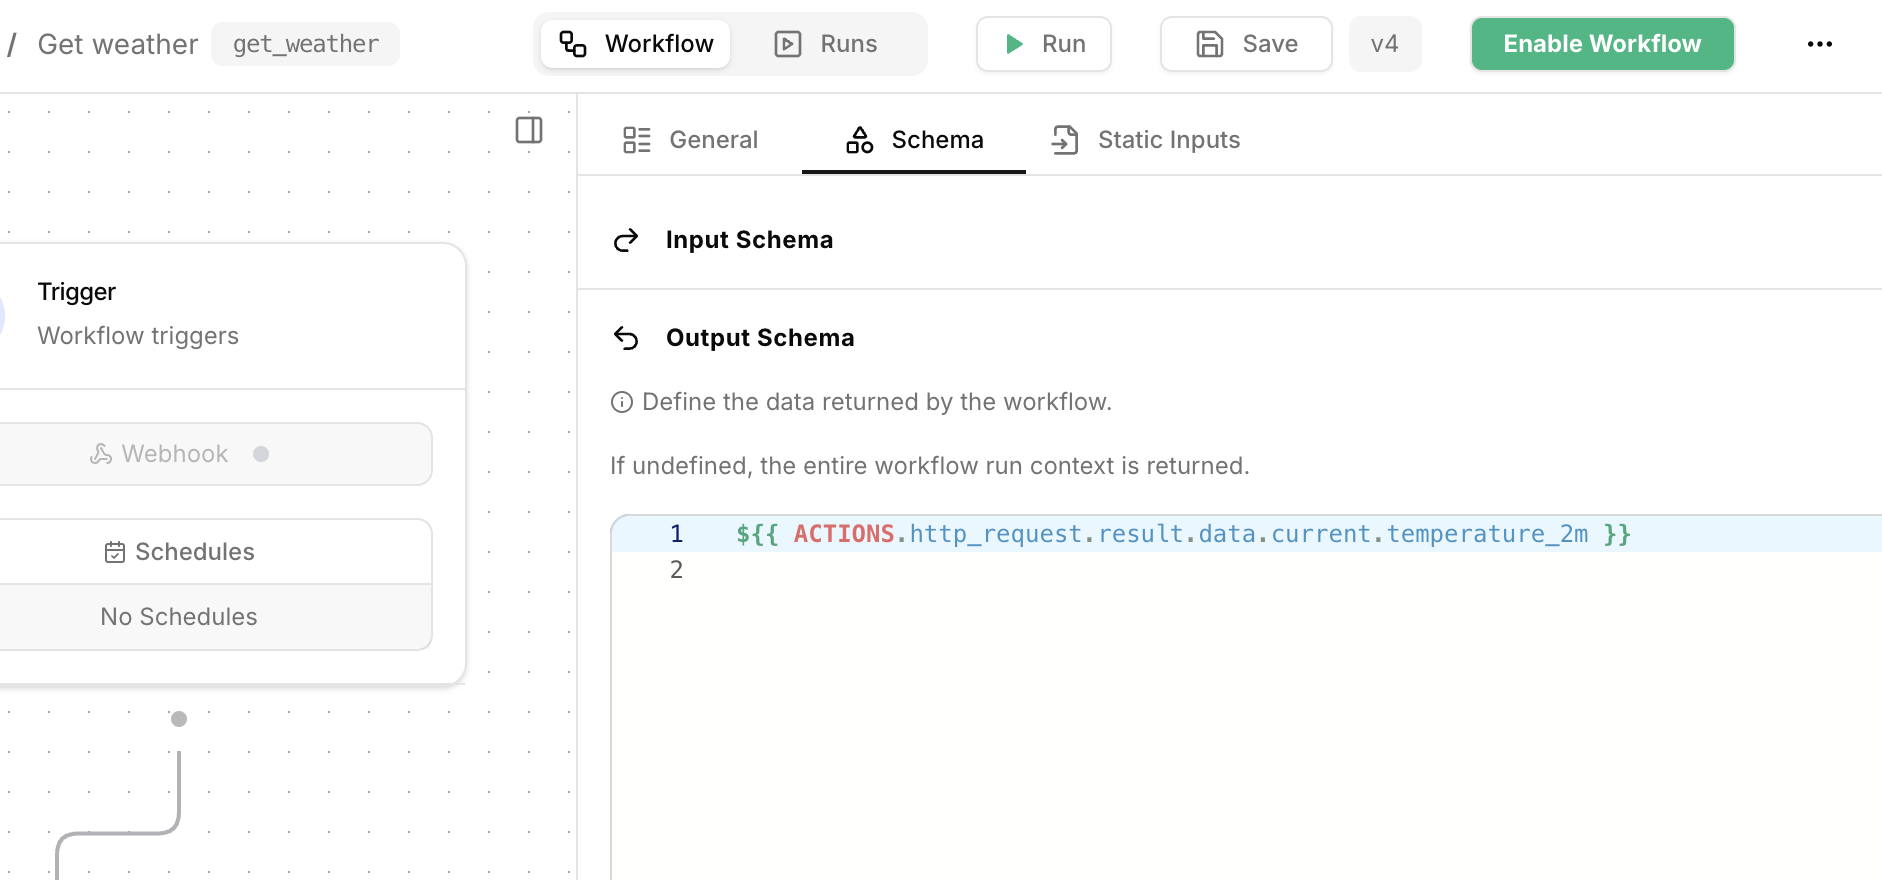 / Get weather get_weather Workflow Runs Run Save v4 Enable Workflow ...
General Schema Static Inputs
Input Schema
Trigger
Workflow triggers
Output Schema
Define the data returned by the workflow.
Webhook
If undefined, the entire workflow run context is returned.
1 ${{ ACTIONS.http_request.result.data.current.temperature_2m }}
Schedules
2
No Schedules